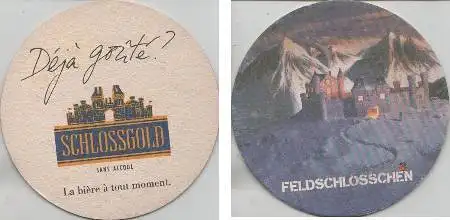 Déjà goûté?
SCHLOSSGOLD
SANS ALCOOL
La bière à tout moment.
FELDSCHLÖSSCHEN